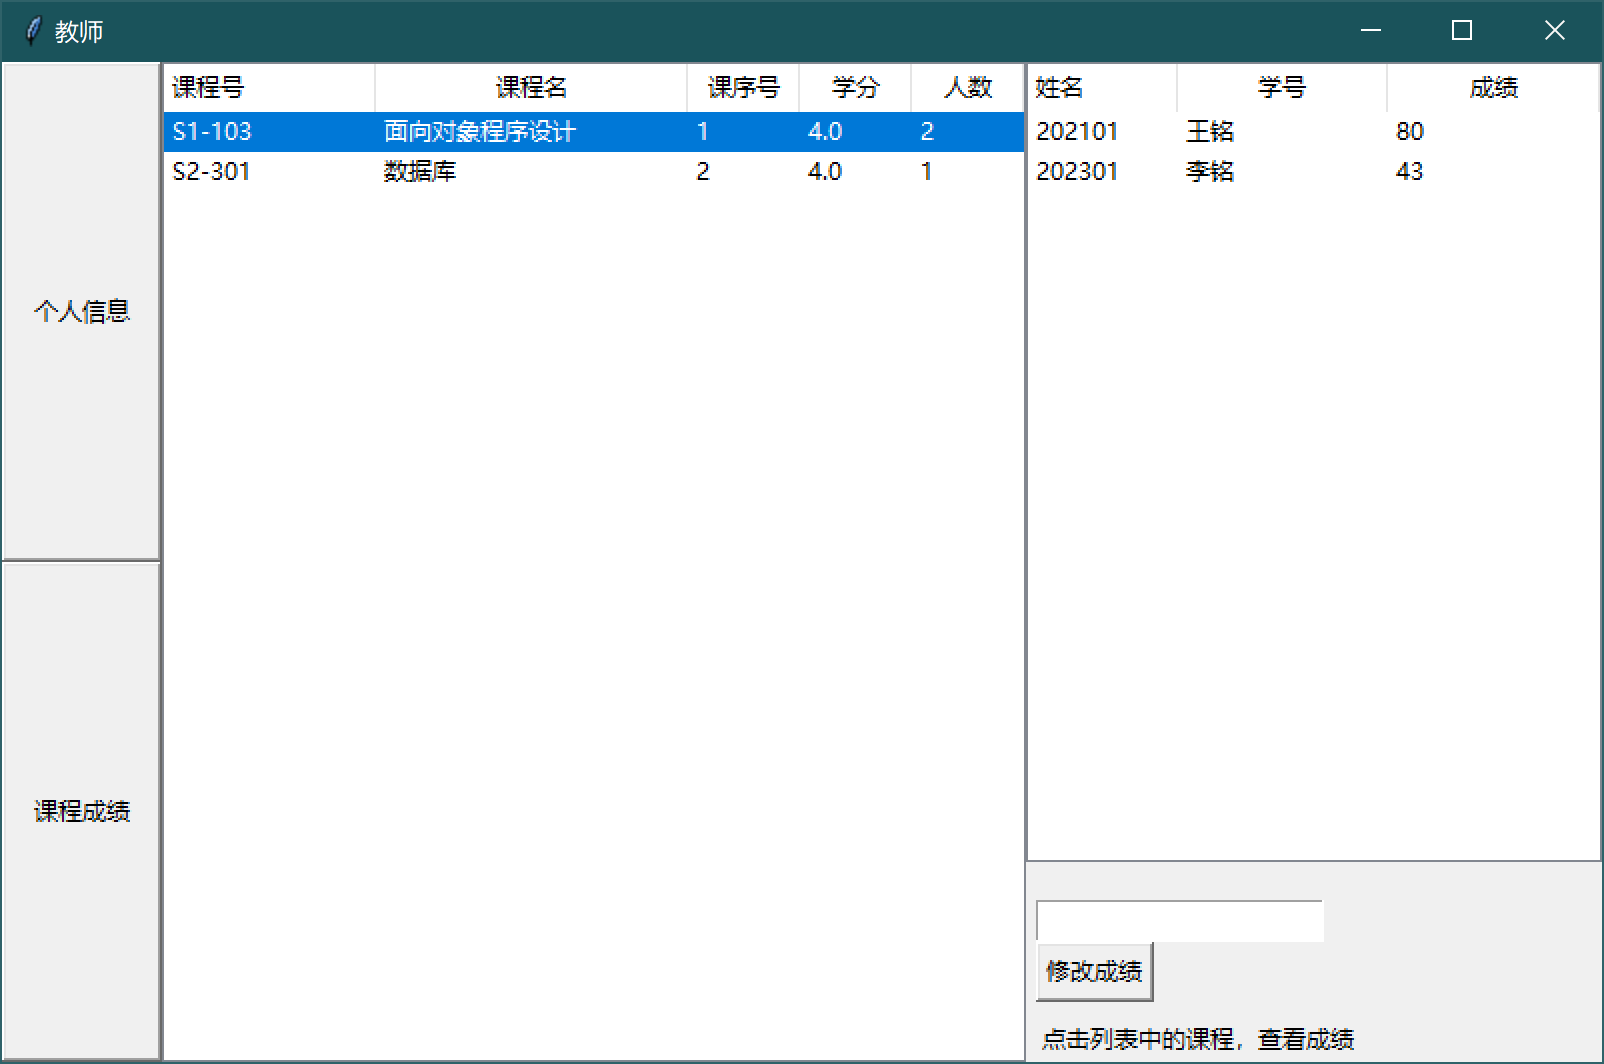 教师
个人信息
课程成绩
课程号 课程名 课序号 学分 人数
S1-103 面向对象程序设计 1 4.0 2
S2-301 数据库 2 4.0 1
姓名 学号 成绩
202101 王铭 80
202301 李铭 43
修改成绩
点击列表中的课程，查看成绩